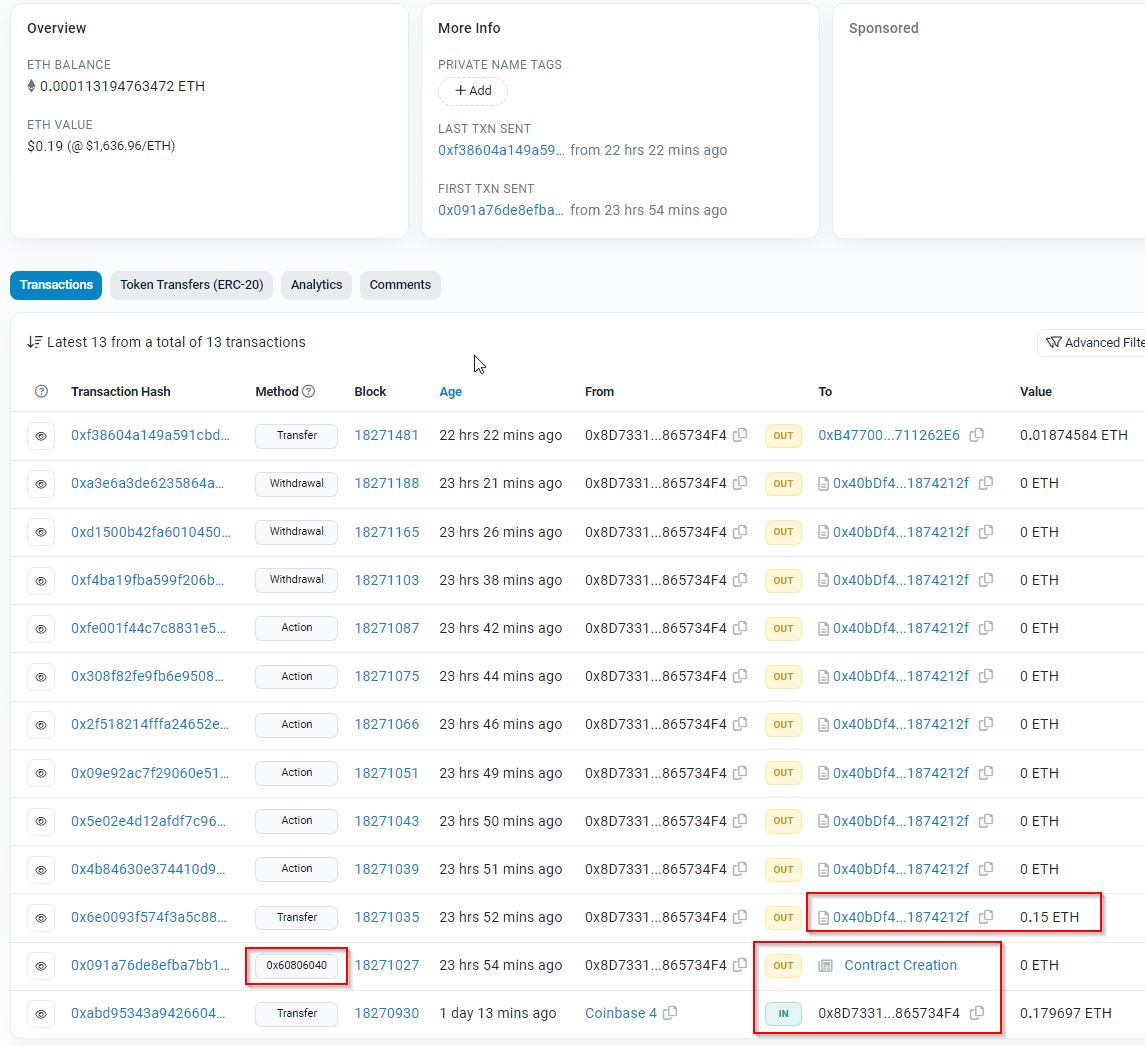 Overview
ETH BALANCE
0.000113194763472 ETH
ETH VALUE
$0.19 (@ $1,636.96/ETH)
More Info
PRIVATE NAME TAGS
+ Add
LAST TXN SENT
0xf38604a149a59... from 22 hrs 22 mins ago
FIRST TXN SENT
0x091a76de8efba... from 23 hrs 54 mins ago
Sponsored
Transactions Token Transfers (ERC-20) Analytics Comments
Latest 13 from a total of 13 transactions Advanced Filte
Transaction Hash Method Block Age From To Value
0xf38604a149a591cbd... Transfer 18271481 22 hrs 22 mins ago 0x8D7331...865734F4 OUT 0xB47700...711262E6 0.01874584 ETH
0xa3e6a3de6235864a... Withdrawal 18271188 23 hrs 21 mins ago 0x8D7331...865734F4 OUT 0x40bDf4...1874212f 0 ETH
0xd1500b42fa6010450... Withdrawal 18271165 23 hrs 26 mins ago 0x8D7331...865734F4 OUT 0x40bDf4...1874212f 0 ETH
0xf4ba19fba599f206b... Withdrawal 18271103 23 hrs 38 mins ago 0x8D7331...865734F4 OUT 0x40bDf4...1874212f 0 ETH
0xfe001f44c7c8831e5... Action 18271087 23 hrs 42 mins ago 0x8D7331...865734F4 OUT 0x40bDf4...1874212f 0 ETH
0x308f82fe9fb6e9508... Action 18271075 23 hrs 44 mins ago 0x8D7331...865734F4 OUT 0x40bDf4...1874212f 0 ETH
0x2f518214fffa24652e... Action 18271066 23 hrs 46 mins ago 0x8D7331...865734F4 OUT 0x40bDf4...1874212f 0 ETH
0x09e92ac7f29060e51... Action 18271051 23 hrs 49 mins ago 0x8D7331...865734F4 OUT 0x40bDf4...1874212f 0 ETH
0x5e02e4d12afdf7c96... Action 18271043 23 hrs 50 mins ago 0x8D7331...865734F4 OUT 0x40bDf4...1874212f 0 ETH
0x4b84630e374410d9... Action 18271039 23 hrs 51 mins ago 0x8D7331...865734F4 OUT 0x40bDf4...1874212f 0 ETH
0x6e0093f574f3a5c88... Transfer 18271035 23 hrs 52 mins ago 0x8D7331...865734F4 OUT 0x40bDf4...1874212f 0.15 ETH
0x091a76de8efba7bb1... 0x60806040 18271027 23 hrs 54 mins ago 0x8D7331...865734F4 OUT Contract Creation 0 ETH
0xabd95343a9426604... Transfer 18270930 1 day 13 mins ago Coinbase 4 IN 0x8D7331...865734F4 0.179697 ETH